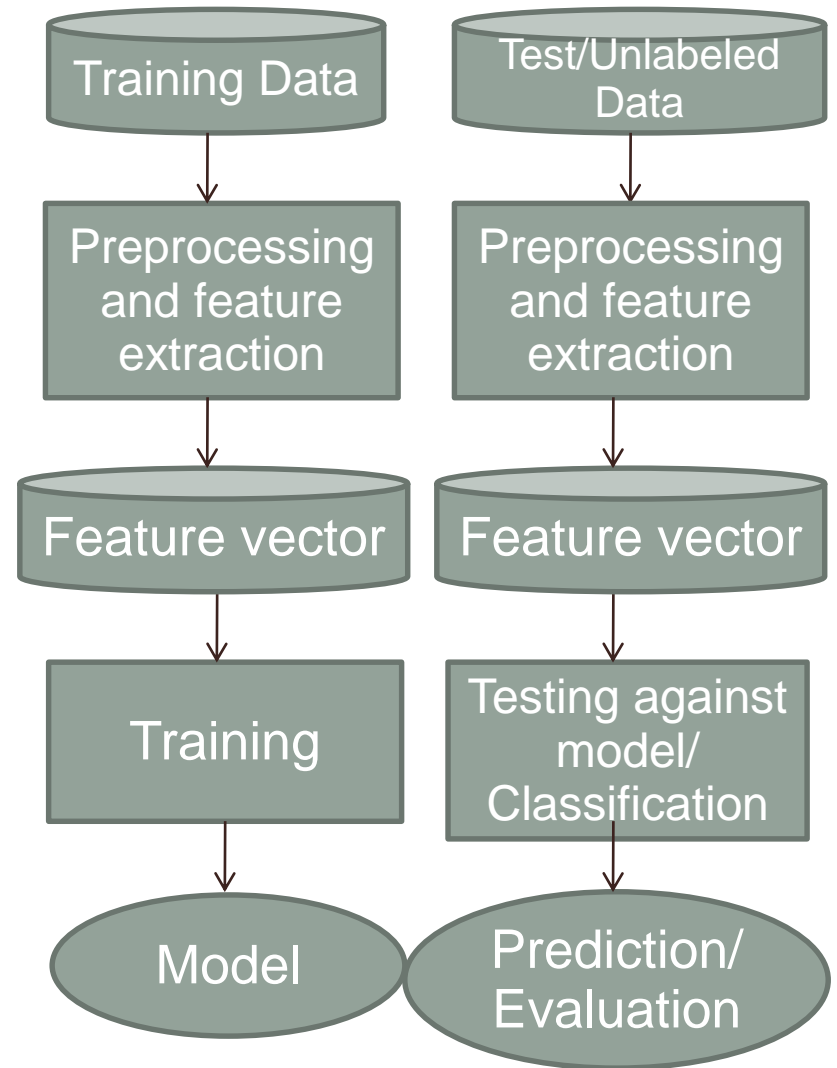 Training Data
Preprocessing
and feature
extraction
Feature vector
Training
Model
Test/Unlabeled
Data
Preprocessing
and feature
extraction
Feature vector
Testing against
model/
Classification
Prediction/
Evaluation